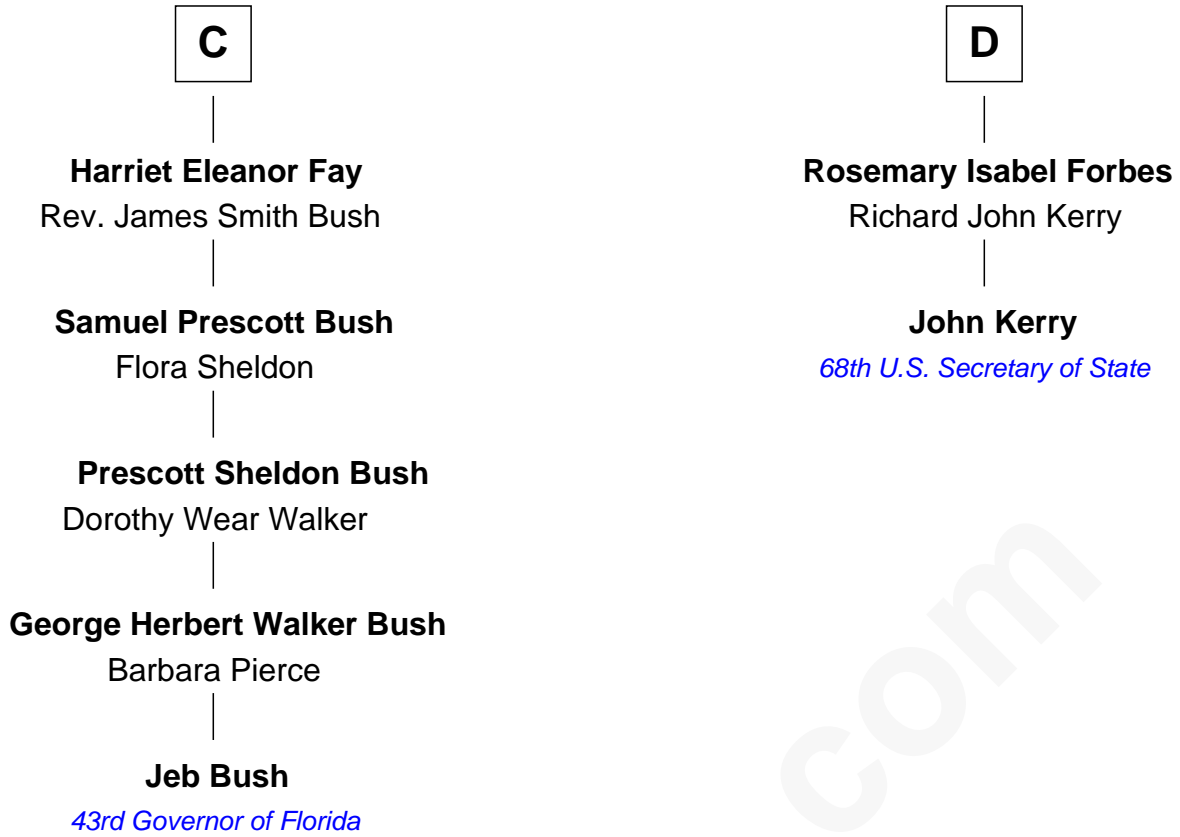 C
Harriet Eleanor Fay
Rev. James Smith Bush
Samuel Prescott Bush
Flora Sheldon
Prescott Sheldon Bush
Dorothy Wear Walker
George Herbert Walker Bush
Barbara Pierce
Jeb Bush
43rd Governor of Florida
D
Rosemary Isabel Forbes
Richard John Kerry
John Kerry
68th U.S. Secretary of State
com